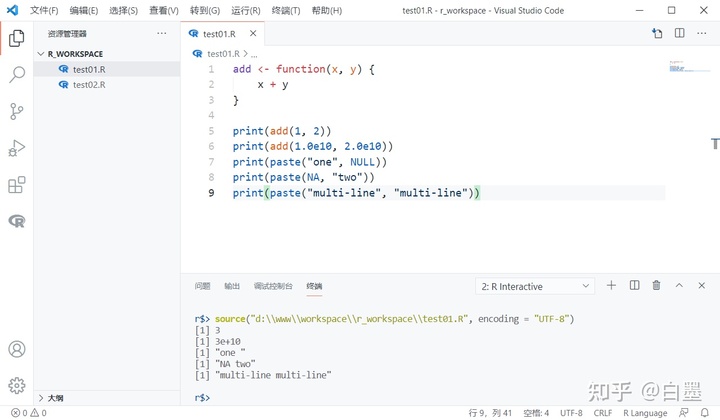 文件(F) 编辑(E) 选择(S) 查看(V) 转到(G) 运行(R) 终端(T) 帮助(H) test01.R - r_workspace - Visual Studio Code
资源管理器 ···
R_WORKSPACE
test01.R
test02.R
大纲
test01.R
test01.R > ...
1 add <- function(x, y) {
2     x + y
3 }
4
5 print(add(1, 2))
6 print(add(1.0e10, 2.0e10))
7 print(paste("one", NULL))
8 print(paste(NA, "two"))
9 print(paste("multi-line", "multi-line"))
问题 输出 调试控制台 终端 2: R Interactive
r$> source("d:\\www\\workspace\\r_workspace\\test01.R", encoding = "UTF-8")
[1] 3
[1] 3e+10
[1] "one "
[1] "NA two"
[1] "multi-line multi-line"
r$>
知乎 @白墨
0 0 行 9，列 41 空格: 4 UTF-8 CRLF R Language